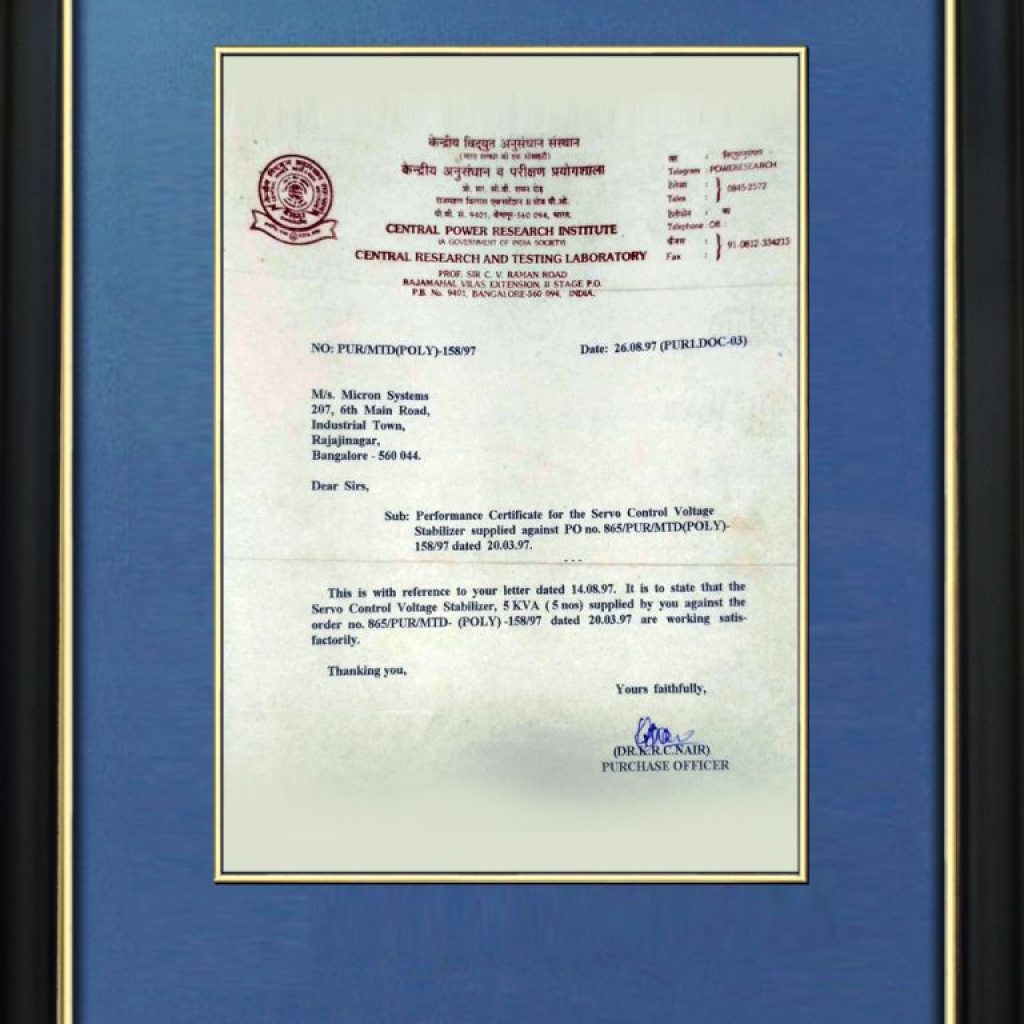 केन्द्रीय विद्युत अनुसंधान संस्थान
केन्द्रीय अनुसंधान व परीक्षण प्रयोगशाला
CENTRAL POWER RESEARCH INSTITUTE
(A GOVERNMENT OF INDIA SOCIETY)
CENTRAL RESEARCH AND TESTING LABORATORY
PROF. SIR C. V. RAMAN ROAD
RAJAMAHAL VILAS EXTENSION, II STAGE P.O.
P.B. No. 9401, BANGALORE-560 094, INDIA.
Telegram : POWERESEARCH
Telex : 0845-2572
Telephone : Off :
Fax : 91-0812-334213
NO: PUR/MTD(POLY)-158/97
Date: 26.08.97 (PUR1.DOC-03)
M/s. Micron Systems
207, 6th Main Road,
Industrial Town,
Rajajinagar,
Bangalore - 560 044.
Dear Sirs,
Sub: Performance Certificate for the Servo Control Voltage
Stabilizer supplied against PO no. 865/PUR/MTD(POLY)-
158/97 dated 20.03.97.
---
This is with reference to your letter dated 14.08.97. It is to state that the
Servo Control Voltage Stabilizer, 5 KVA ( 5 nos) supplied by you against the
order no. 865/PUR/MTD- (POLY) -158/97 dated 20.03.97 are working satis-
factorily.
Thanking you,
Yours faithfully,
(DR.K.R.C.NAIR)
PURCHASE OFFICER